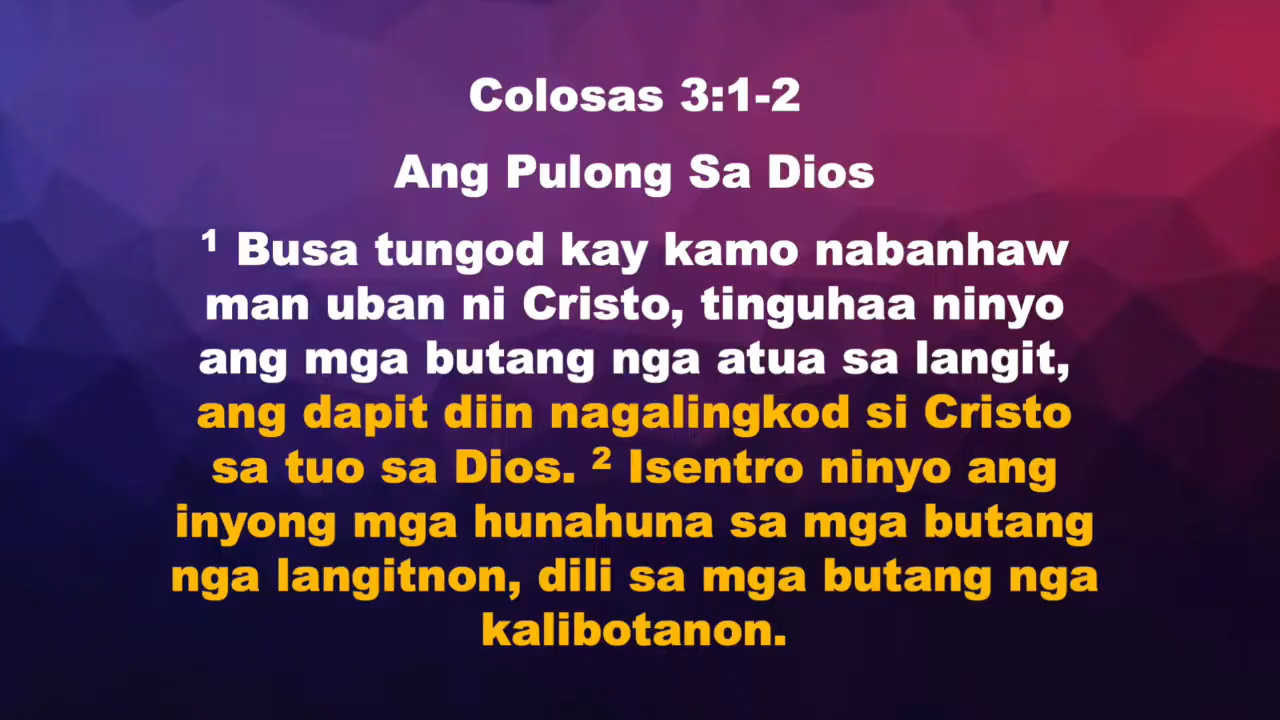 Colosas 3:1-2
Ang Pulong Sa Dios
¹ Busa tungod kay kamo nabanhaw
man uban ni Cristo, tinguhaa ninyo
ang mga butang nga atua sa langit,
ang dapit diin nagalingkod si Cristo
sa tuo sa Dios. ² Isentro ninyo ang
inyong mga hunahuna sa mga butang
nga langitnon, dili sa mga butang nga
kalibotanon.